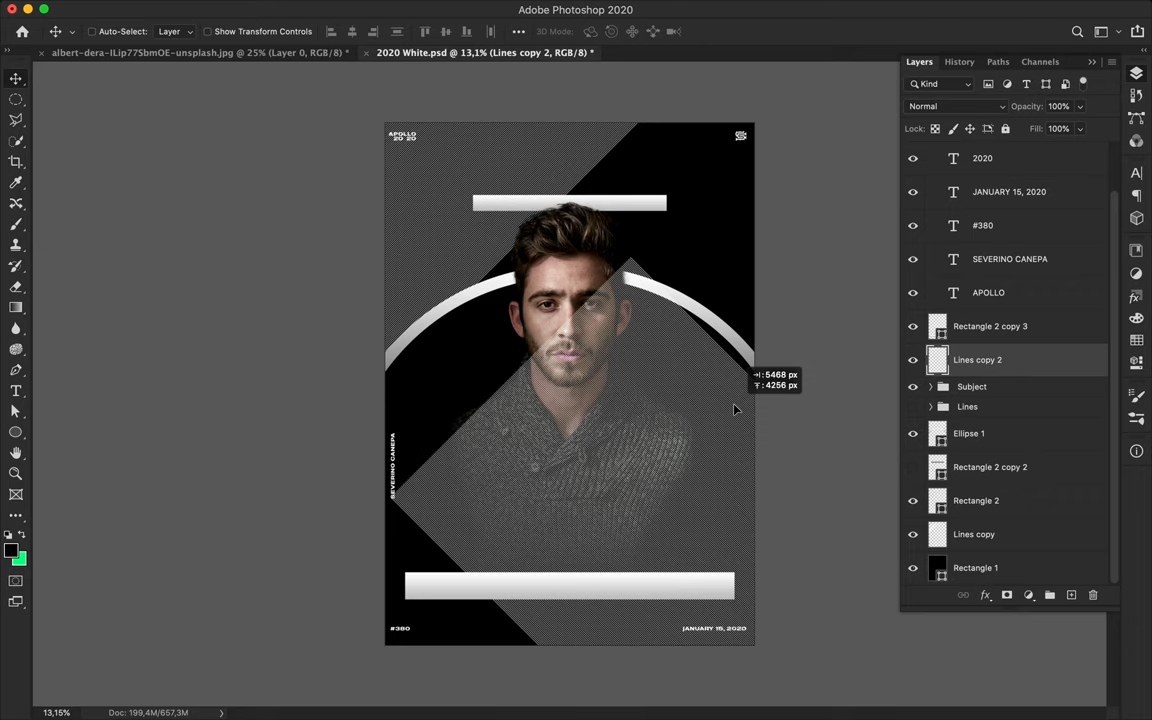 Adobe Photoshop 2020
Auto-Select: Layer Show Transform Controls 3D Mode:
albert-dera-ILip77SbmOE-unsplash.jpg @ 25% (Layer 0, RGB/8) *
2020 White.psd @ 13,1% (Lines copy 2, RGB/8) *
Layers History Paths Channels
Kind
Normal Opacity: 100%
Lock: Fill: 100%
2020
JANUARY 15, 2020
#380
SEVERINO CANEPA
APOLLO
Rectangle 2 copy 3
Lines copy 2
Subject
Lines
Ellipse 1
Rectangle 2 copy 2
Rectangle 2
Lines copy
Rectangle 1
APOLLO
20 20
: 5468 px
: 4256 px
SEVERINO CANEPA
#380
JANUARY 15, 2020
13,15% Doc: 199,4M/657,3M